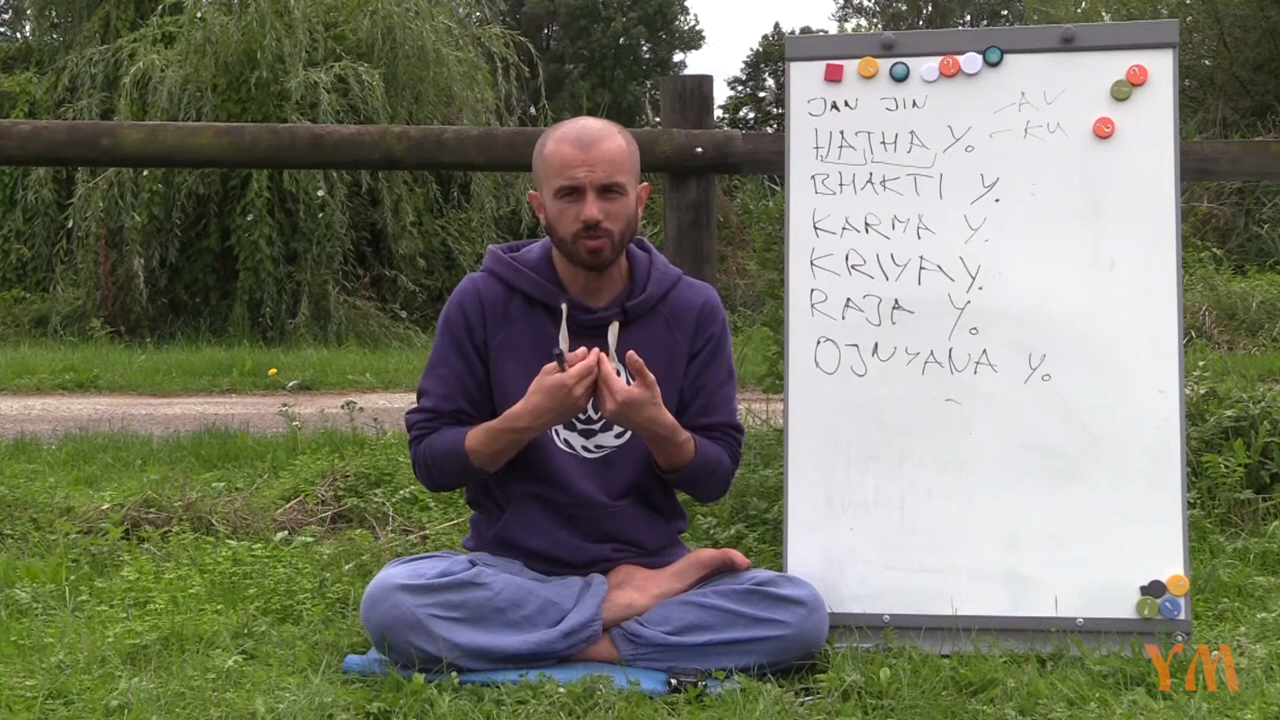 JAN JIN - AV
HATHA Y. - KU
BHAKTI Y.
KARMA Y.
KRIYA Y.
RAJA Y.
OJNYANA Y.
YM